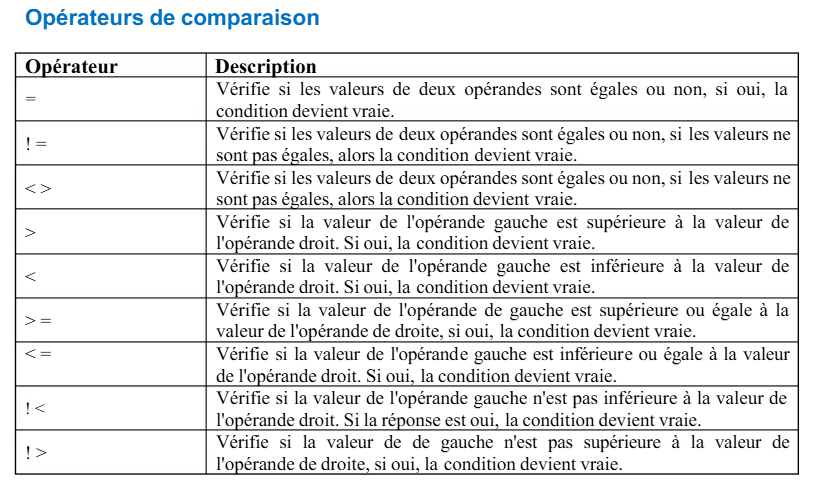 Opérateurs de comparaison
Opérateur Description
= Vérifie si les valeurs de deux opérandes sont égales ou non, si oui, la
condition devient vraie.
! = Vérifie si les valeurs de deux opérandes sont égales ou non, si les valeurs ne
sont pas égales, alors la condition devient vraie.
< > Vérifie si les valeurs de deux opérandes sont égales ou non, si les valeurs ne
sont pas égales, alors la condition devient vraie.
> Vérifie si la valeur de l'opérande gauche est supérieure à la valeur de
l'opérande droit. Si oui, la condition devient vraie.
< Vérifie si la valeur de l'opérande gauche est inférieure à la valeur de
l'opérande droit. Si oui, la condition devient vraie.
> = Vérifie si la valeur de l'opérande de gauche est supérieure ou égale à la
valeur de l'opérande de droite, si oui, la condition devient vraie.
< = Vérifie si la valeur de l'opérande gauche est inférieure ou égale à la valeur
de l'opérande droit. Si oui, la condition devient vraie.
! < Vérifie si la valeur de l'opérande gauche n'est pas inférieure à la valeur de
l'opérande droit. Si la réponse est oui, la condition devient vraie.
! > Vérifie si la valeur de de gauche n'est pas supérieure à la valeur de
l'opérande de droite, si oui, la condition devient vraie.